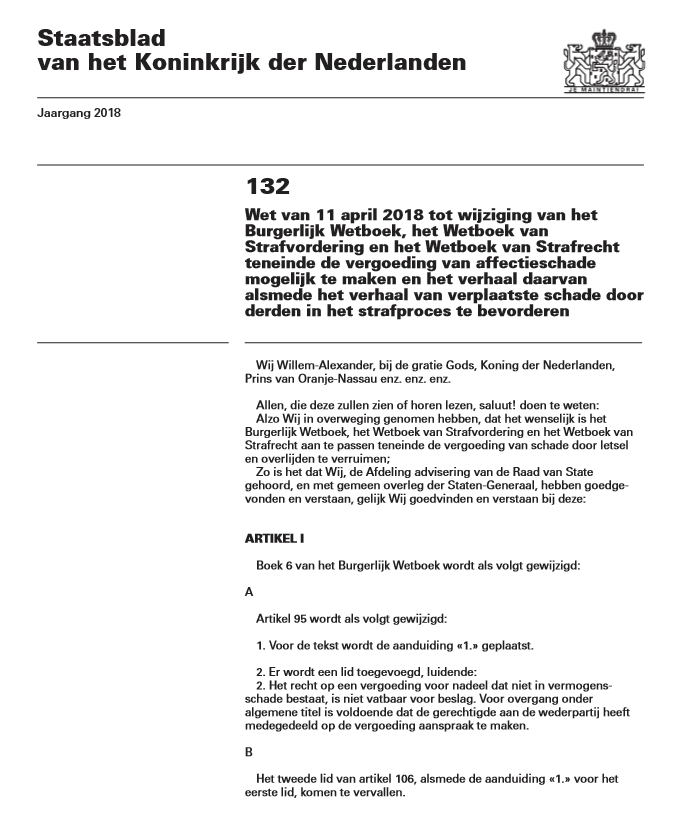 Staatsblad
van het Koninkrijk der Nederlanden
JE MAINTIENDRAI
Jaargang 2018
132
Wet van 11 april 2018 tot wijziging van het
Burgerlijk Wetboek, het Wetboek van
Strafvordering en het Wetboek van Strafrecht
teneinde de vergoeding van affectieschade
mogelijk te maken en het verhaal daarvan
alsmede het verhaal van verplaatste schade door
derden in het strafproces te bevorderen
Wij Willem-Alexander, bij de gratie Gods, Koning der Nederlanden,
Prins van Oranje-Nassau enz. enz. enz.
Allen, die deze zullen zien of horen lezen, saluut! doen te weten:
Alzo Wij in overweging genomen hebben, dat het wenselijk is het
Burgerlijk Wetboek, het Wetboek van Strafvordering en het Wetboek van
Strafrecht aan te passen teneinde de vergoeding van schade door letsel
en overlijden te verruimen;
Zo is het dat Wij, de Afdeling advisering van de Raad van State
gehoord, en met gemeen overleg der Staten-Generaal, hebben goedge-
vonden en verstaan, gelijk Wij goedvinden en verstaan bij deze:
ARTIKEL I
Boek 6 van het Burgerlijk Wetboek wordt als volgt gewijzigd:
A
Artikel 95 wordt als volgt gewijzigd:
1. Voor de tekst wordt de aanduiding «1.» geplaatst.
2. Er wordt een lid toegevoegd, luidende:
2. Het recht op een vergoeding voor nadeel dat niet in vermogens-
schade bestaat, is niet vatbaar voor beslag. Voor overgang onder
algemene titel is voldoende dat de gerechtigde aan de wederpartij heeft
medegedeeld op de vergoeding aanspraak te maken.
B
Het tweede lid van artikel 106, alsmede de aanduiding «1.» voor het
eerste lid, komen te vervallen.